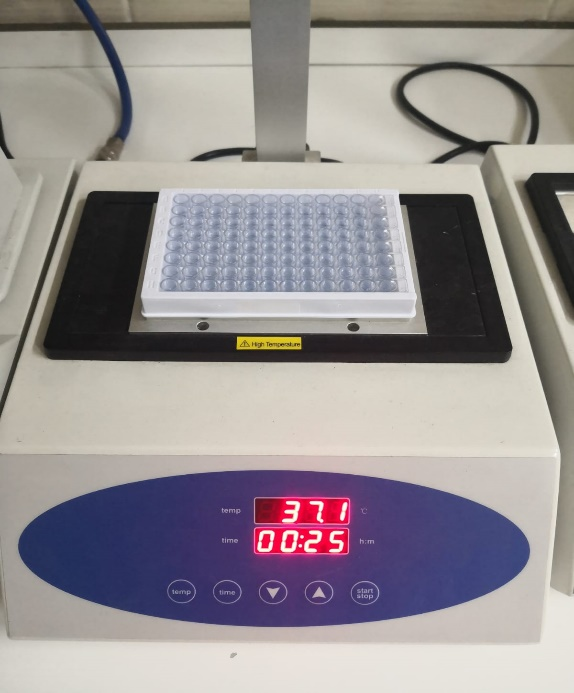 ⚠ High Temperature
temp 37.1 ℃
time 00:25 h:m
temp time start stop